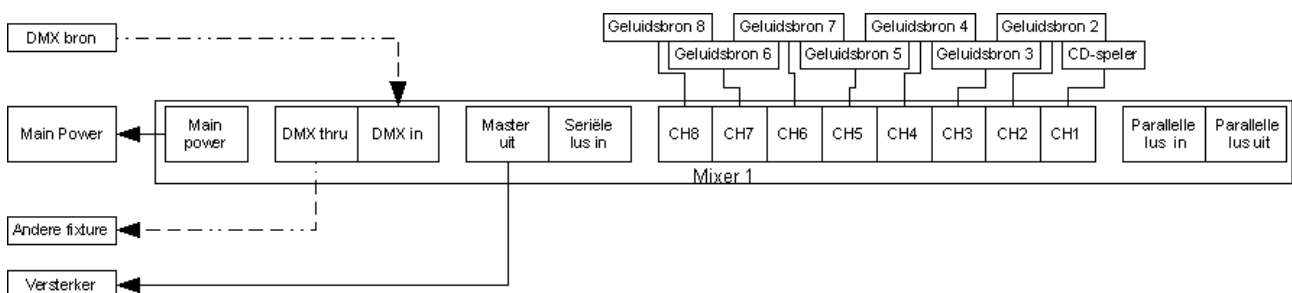 Geluidsbron 8
Geluidsbron 7
Geluidsbron 4
Geluidsbron 2
DMX bron
Geluidsbron 6
Geluidsbron 5
Geluidsbron 3
CD-speler
Main Power
Main
power
DMX thru
DMX in
Master
uit
Seriële
lus in
CH8
CH7
CH6
CH5
CH4
CH3
CH2
CH1
Parallelle
lus in
Parallelle
lus uit
Mixer 1
Andere fixture
Versterker